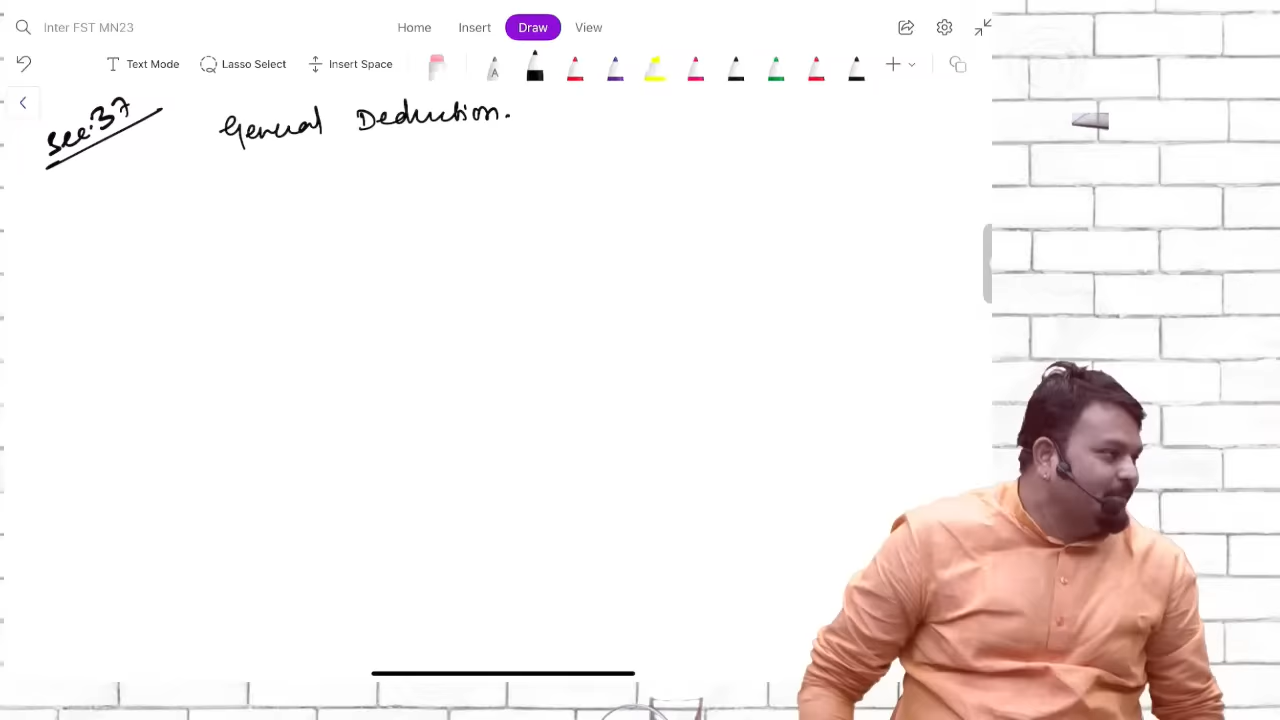 Inter FST MN23
Home Insert Draw View
Text Mode Lasso Select Insert Space
A
Sec. 37 General Deduction.